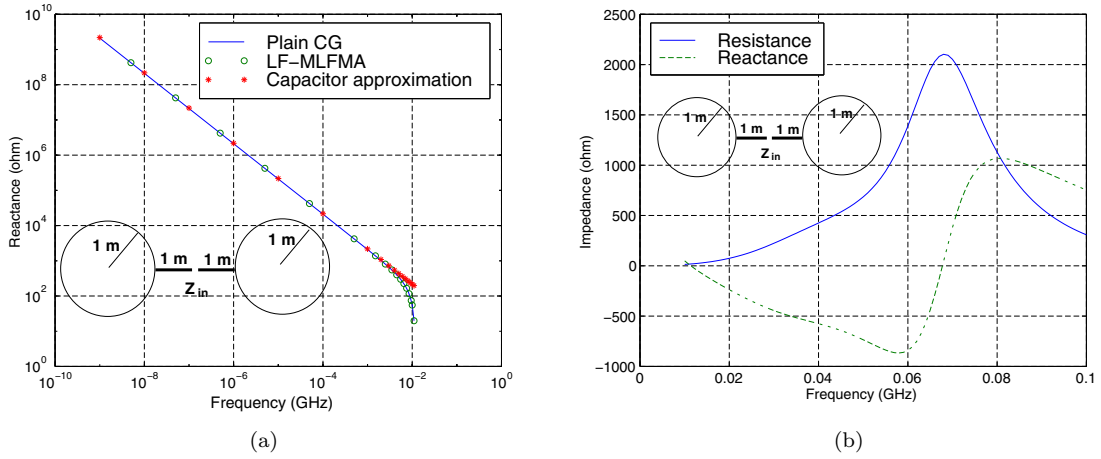 Reactance (ohm)
10^10
10^8
10^6
10^4
10^2
10^0
Plain CG
LF−MLFMA
Capacitor approximation
1 m
1 m
1 m
1 m
Z_in
10^−10
10^−8
10^−6
10^−4
10^−2
10^0
Frequency (GHz)
(a)
Impedance (ohm)
2500
2000
1500
1000
500
0
−500
−1000
Resistance
Reactance
1 m
1 m
1 m
1 m
Z_in
0
0.02
0.04
0.06
0.08
0.1
Frequency (GHz)
(b)